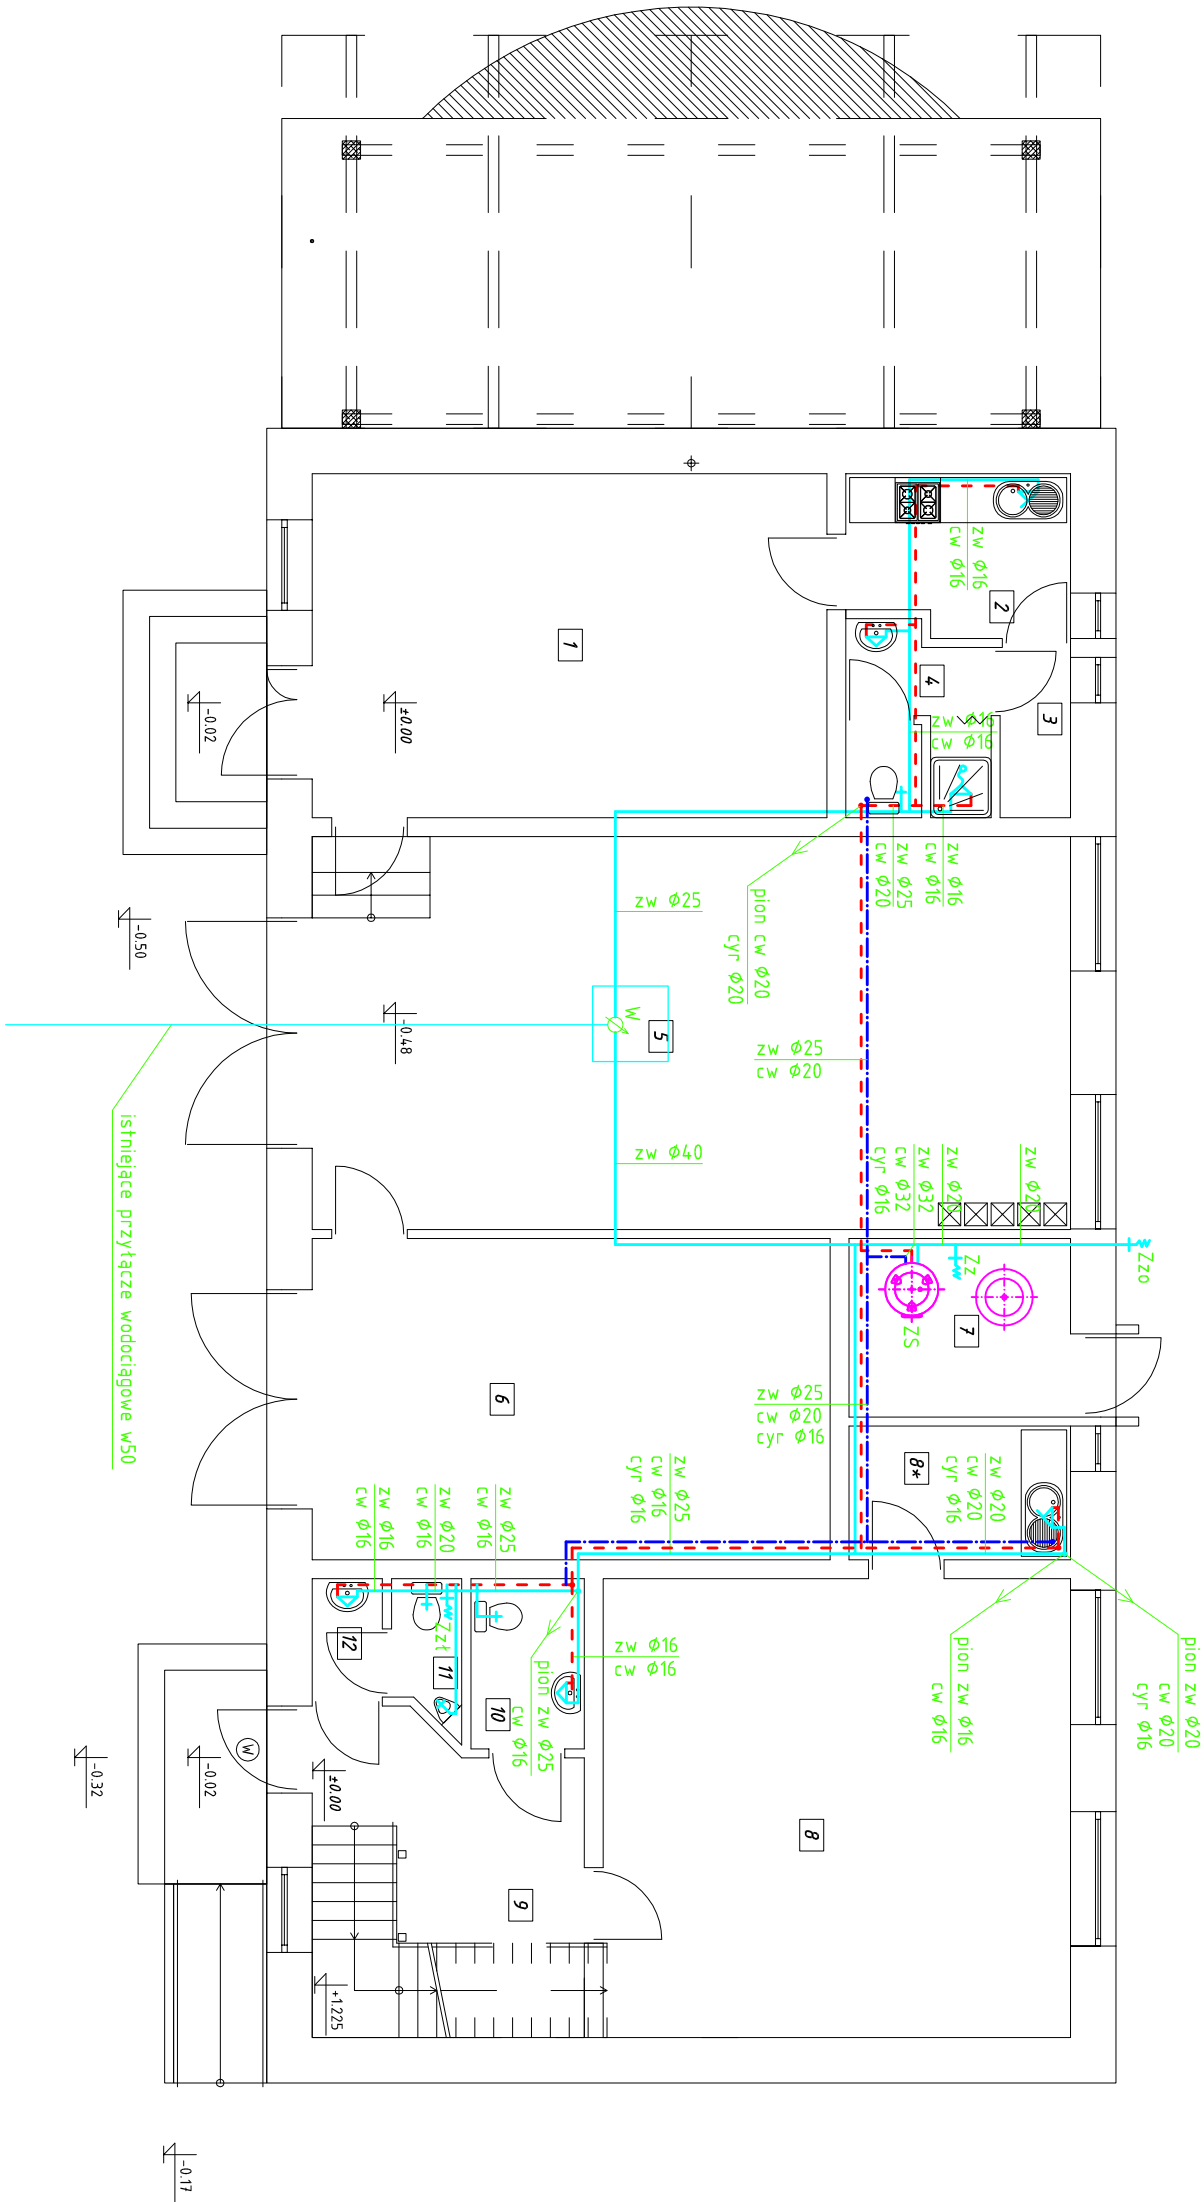 zw Ø16
cw Ø16
2
1
4
3
zw Ø16
cw Ø16
-0.02
±0.00
zw Ø16
cw Ø16
zw Ø25
cw Ø20
pion cw Ø20
cyr Ø20
zw Ø25
-0.50
-0.48
W
5
zw Ø25
cw Ø20
istniejące przyłącze wodociągowe w50
zw Ø40
zw Ø20
zw Ø20
zw Ø32
cw Ø32
cyr Ø16
Zzo
Zz
ZS
7
6
zw Ø25
cw Ø20
cyr Ø16
8*
zw Ø20
cw Ø20
cyr Ø16
zw Ø25
cw Ø16
cyr Ø16
zw Ø25
cw Ø16
zw Ø20
cw Ø16
zw Ø16
cw Ø16
Zzł
12
11
10
zw Ø16
cw Ø16
pion zw Ø25
cw Ø16
pion zw Ø16
cw Ø16
pion zw Ø20
cw Ø20
cyr Ø16
W
-0.32
-0.02
±0.00
8
9
+1.225
-0.17